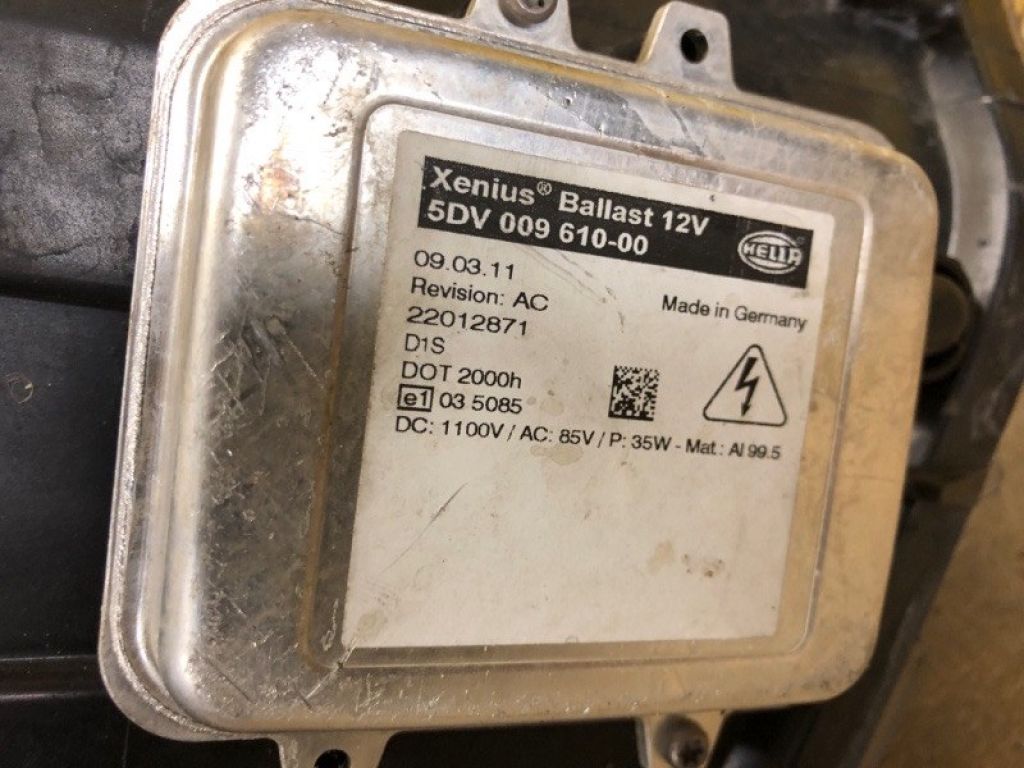 Xenius® Ballast 12V
5DV 009 610-00
HELLA
09.03.11
Revision: AC
Made in Germany
22012871
D1S
DOT 2000h
e1 03 5085
DC: 1100V / AC: 85V / P: 35W - Mat.: Al 99.5